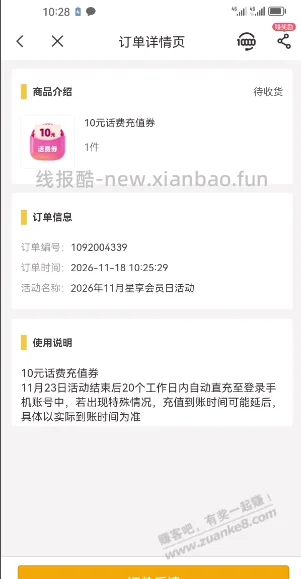 10:28
订单详情页
赚奖励
商品介绍
待收货
10元
话费券
10元话费充值券
1件
线报酷-new.xianbao.fun
订单信息
订单编号：1092004339
订单时间：2026-11-18 10:25:29
活动名称：2026年11月星享会员日活动
使用说明
10元话费充值券
11月23日活动结束后20个工作日内自动直充至登录手
机账号中，若出现特殊情况，充值到账时间可能延后，
具体以实际到账时间为准
赚客吧，有奖一起赚！
www.zuanke8.com